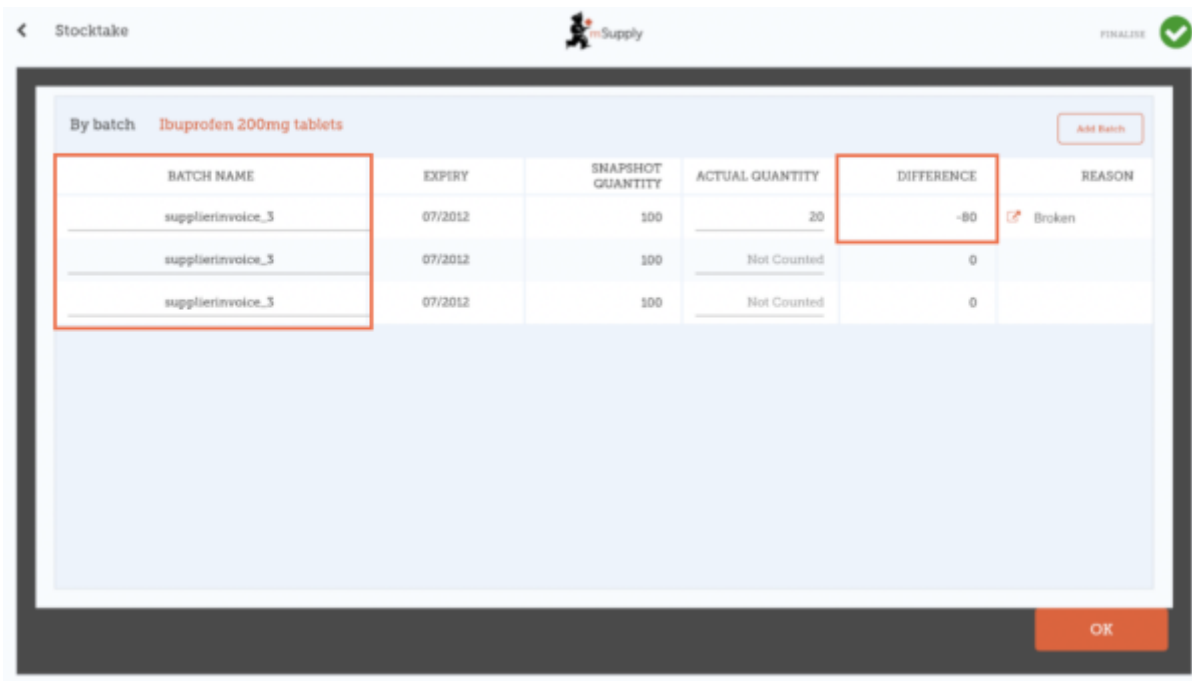 Stocktake
mSupply
FINALISE
By batch Ibuprofen 200mg tablets
Add Batch
BATCH NAME EXPIRY SNAPSHOT QUANTITY ACTUAL QUANTITY DIFFERENCE REASON
supplierinvoice_3 07/2012 100 20 -80 Broken
supplierinvoice_3 07/2012 100 Not Counted 0
supplierinvoice_3 07/2012 100 Not Counted 0
OK